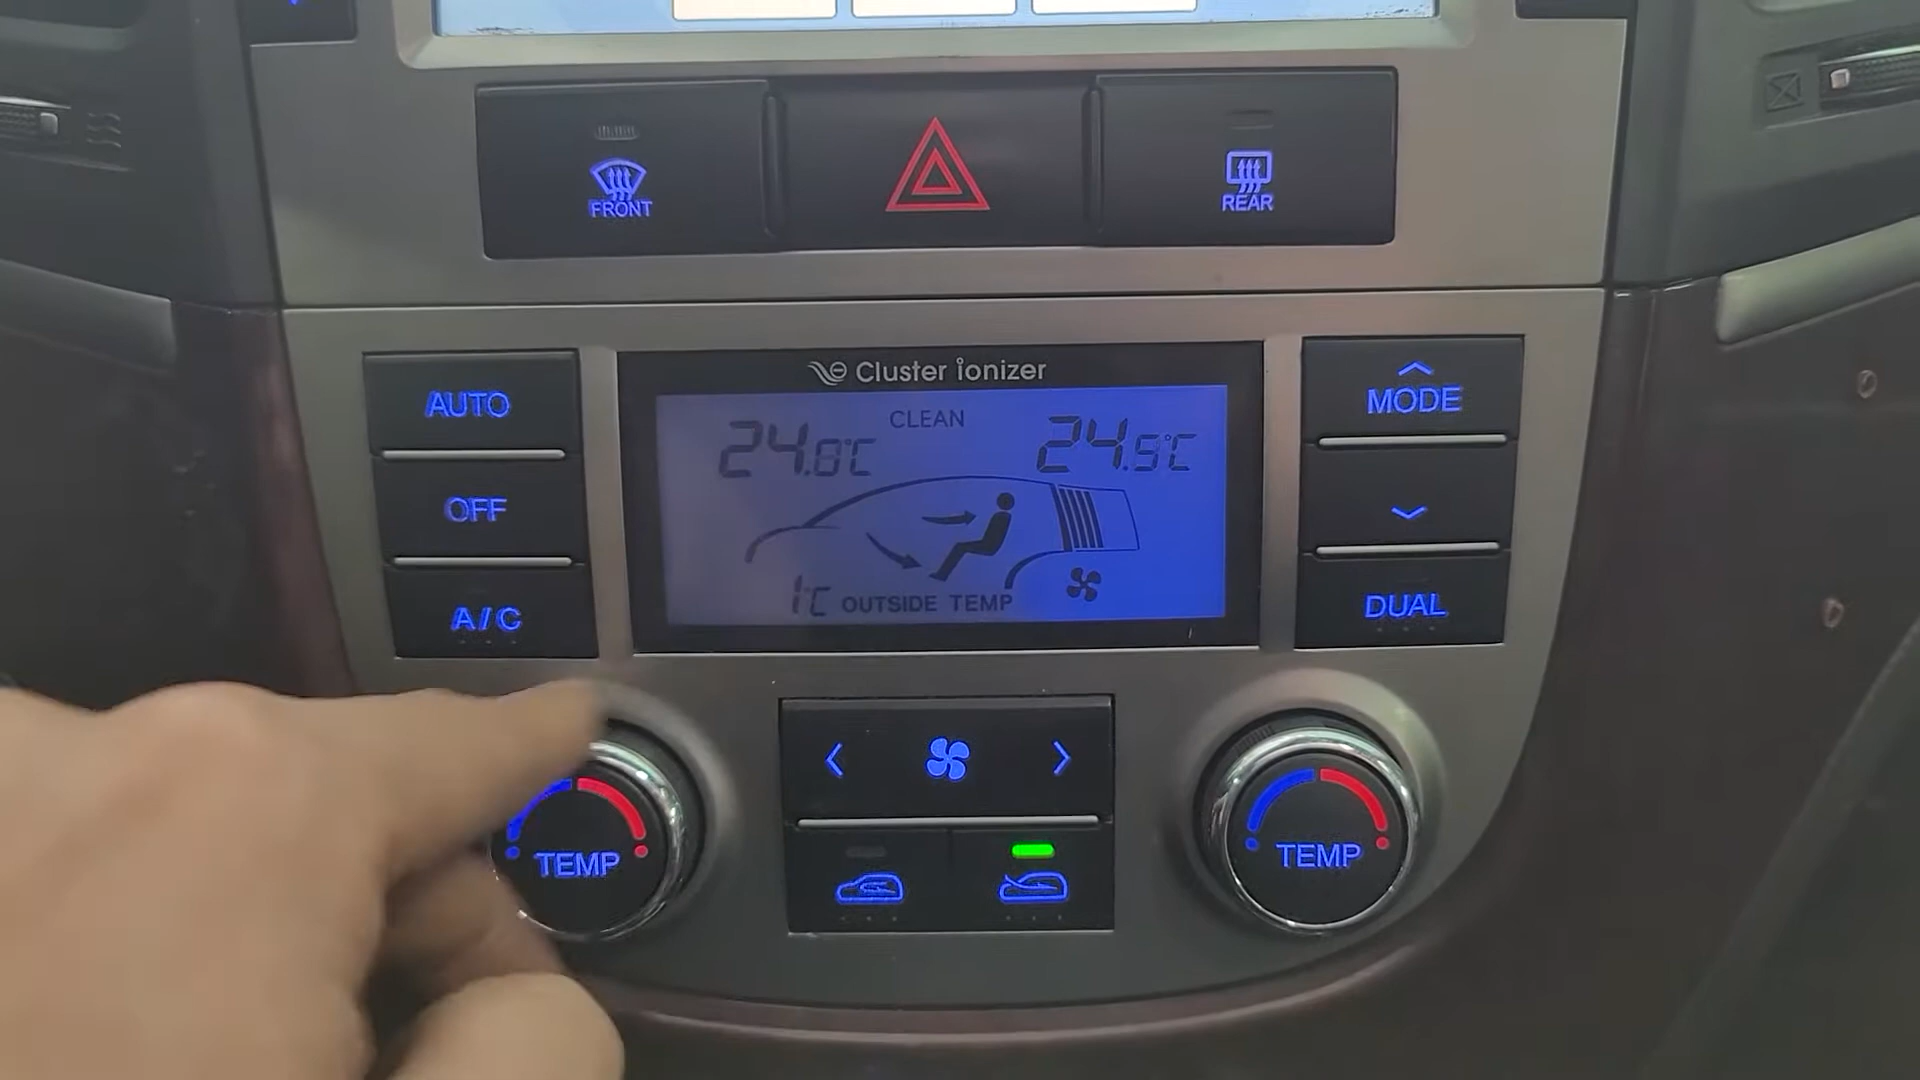 FRONT
REAR
Cluster ionizer
AUTO
OFF
A/C
CLEAN
24.0°C
24.5°C
1°C OUTSIDE TEMP
MODE
DUAL
TEMP
TEMP